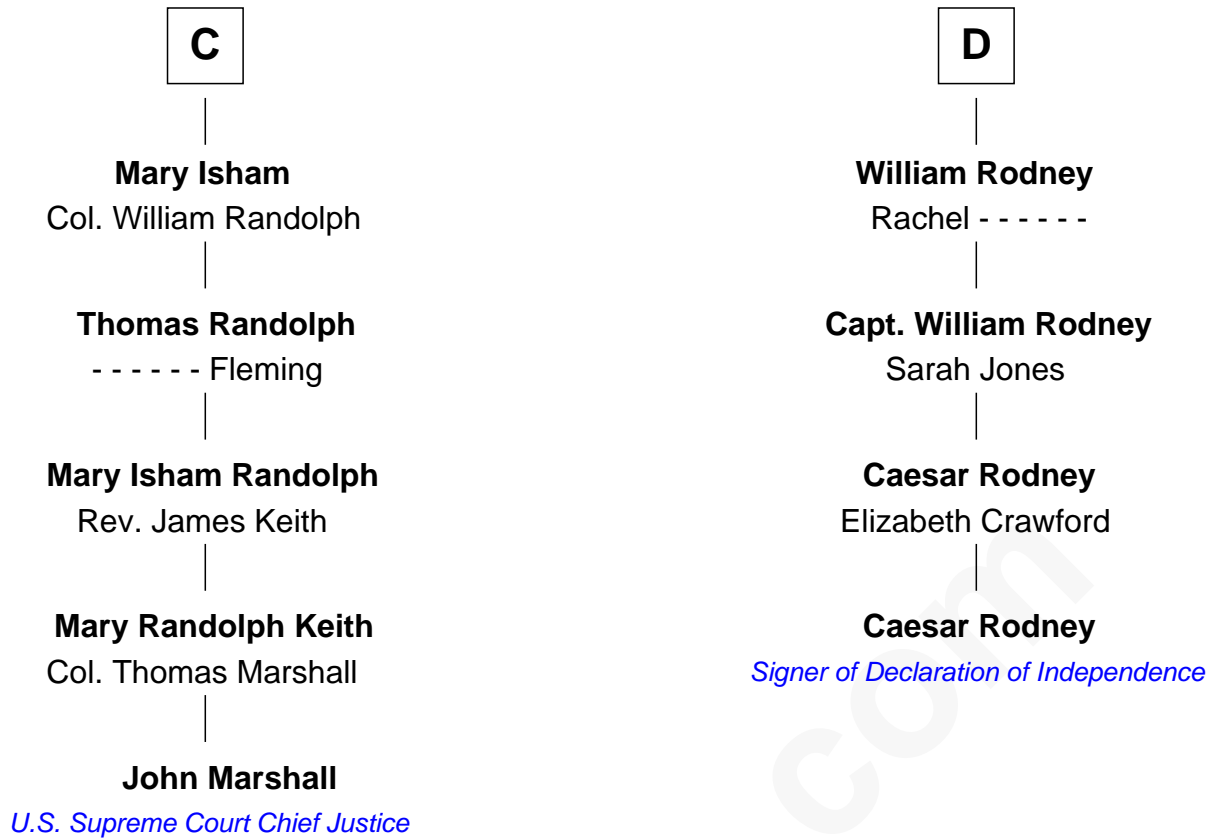 C
Mary Isham
Col. William Randolph
Thomas Randolph
- - - - - - Fleming
Mary Isham Randolph
Rev. James Keith
Mary Randolph Keith
Col. Thomas Marshall
John Marshall
U.S. Supreme Court Chief Justice
D
William Rodney
Rachel - - - - - -
Capt. William Rodney
Sarah Jones
Caesar Rodney
Elizabeth Crawford
Caesar Rodney
Signer of Declaration of Independence
com